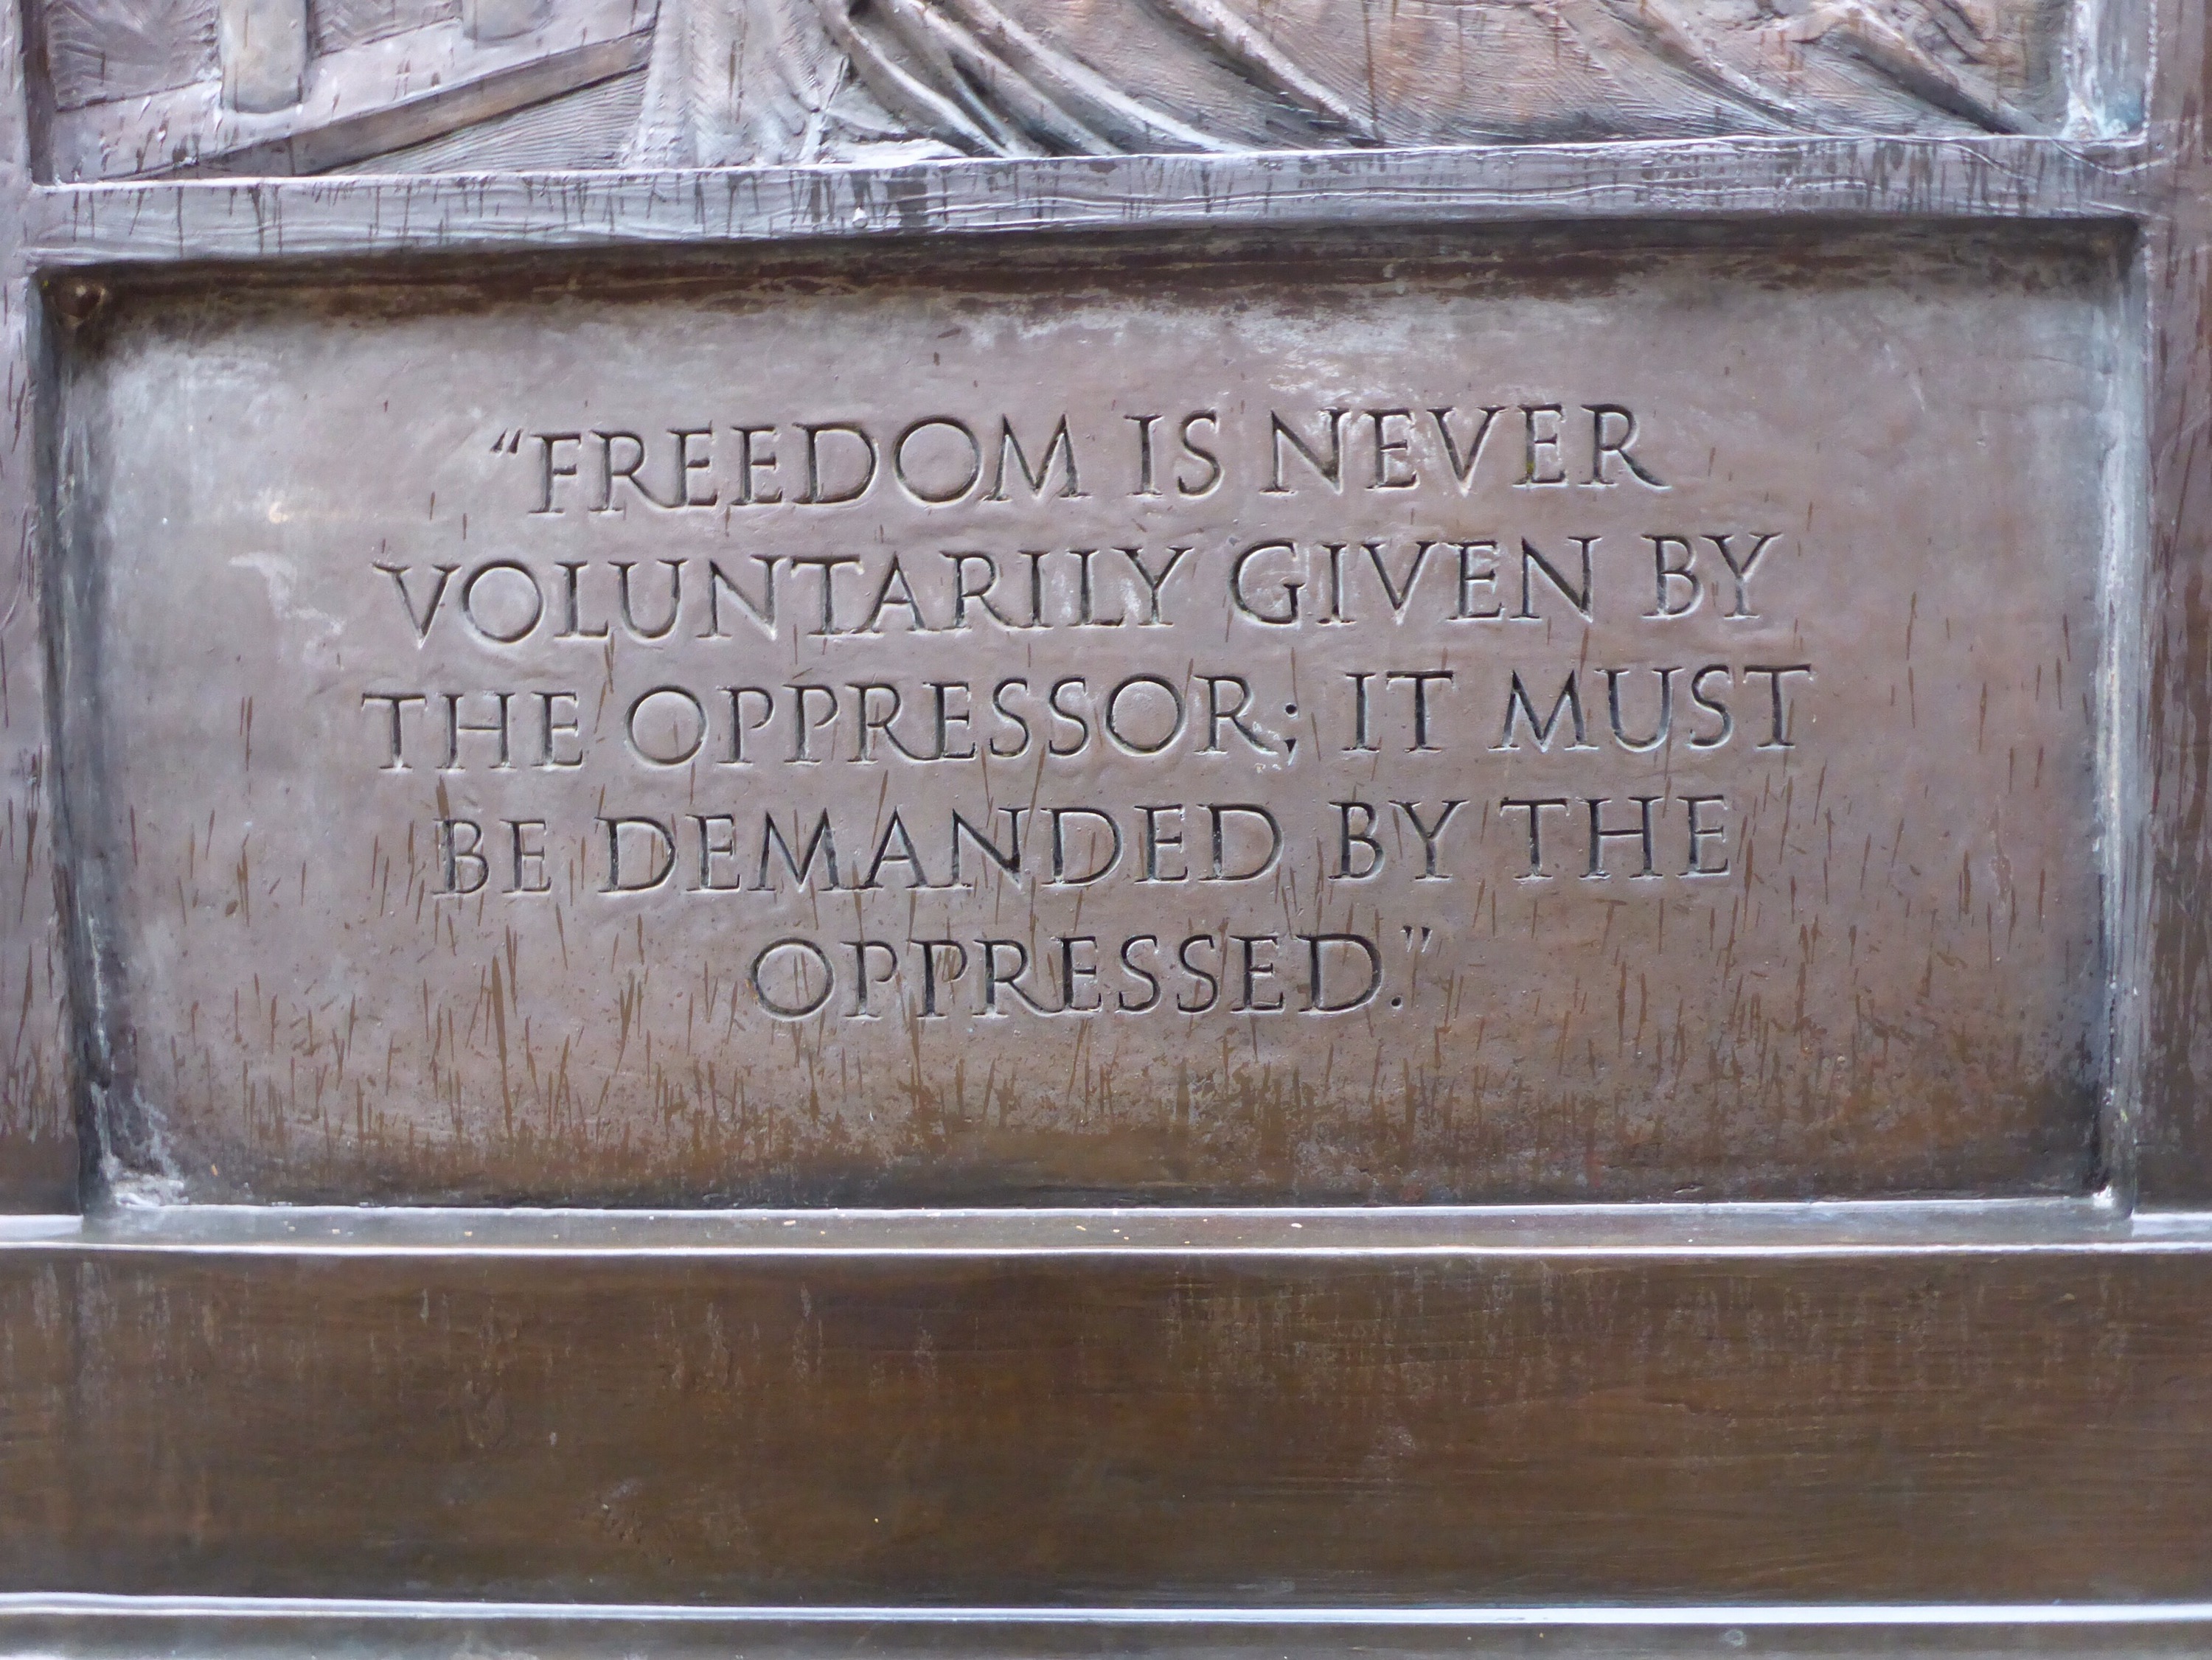 “FREEDOM IS NEVER
VOLUNTARILY GIVEN BY
THE OPPRESSOR; IT MUST
BE DEMANDED BY THE
OPPRESSED.”